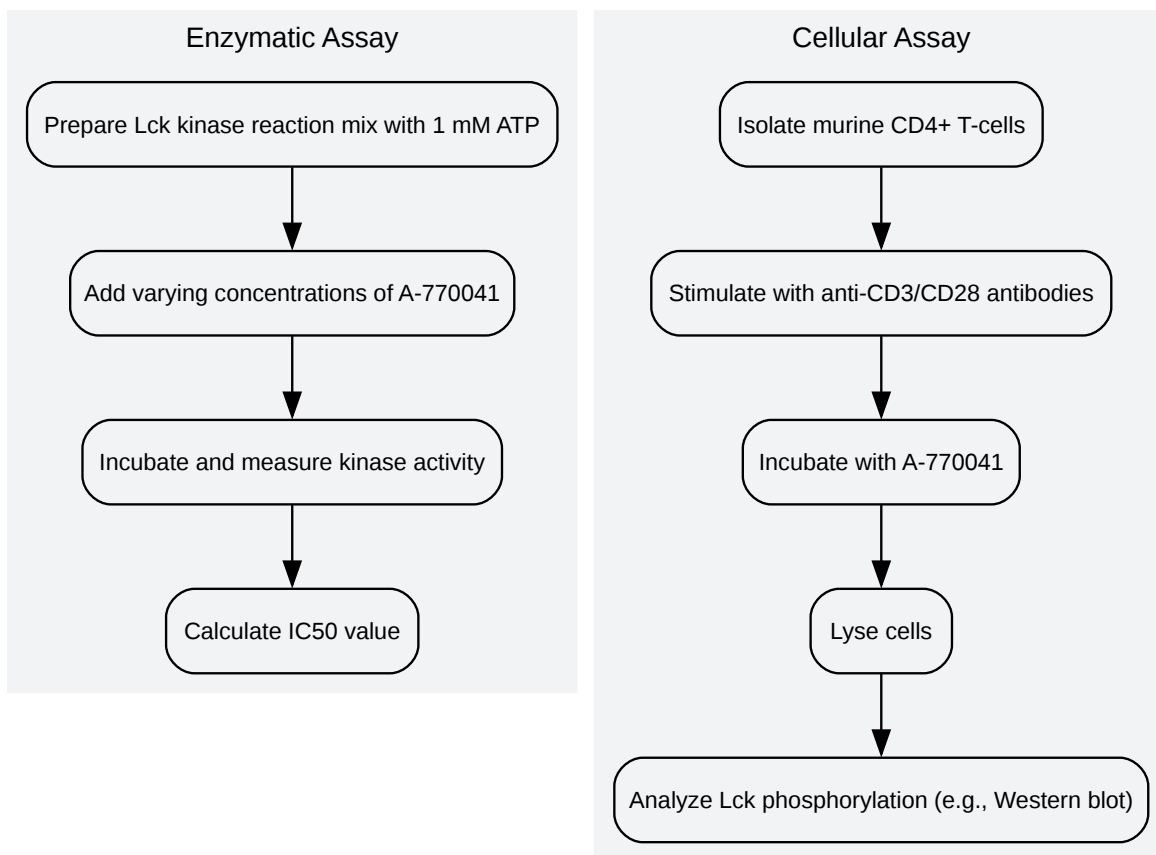 Enzymatic Assay
Prepare Lck kinase reaction mix with 1 mM ATP
Add varying concentrations of A-770041
Incubate and measure kinase activity
Calculate IC50 value
Cellular Assay
Isolate murine CD4+ T-cells
Stimulate with anti-CD3/CD28 antibodies
Incubate with A-770041
Lyse cells
Analyze Lck phosphorylation (e.g., Western blot)